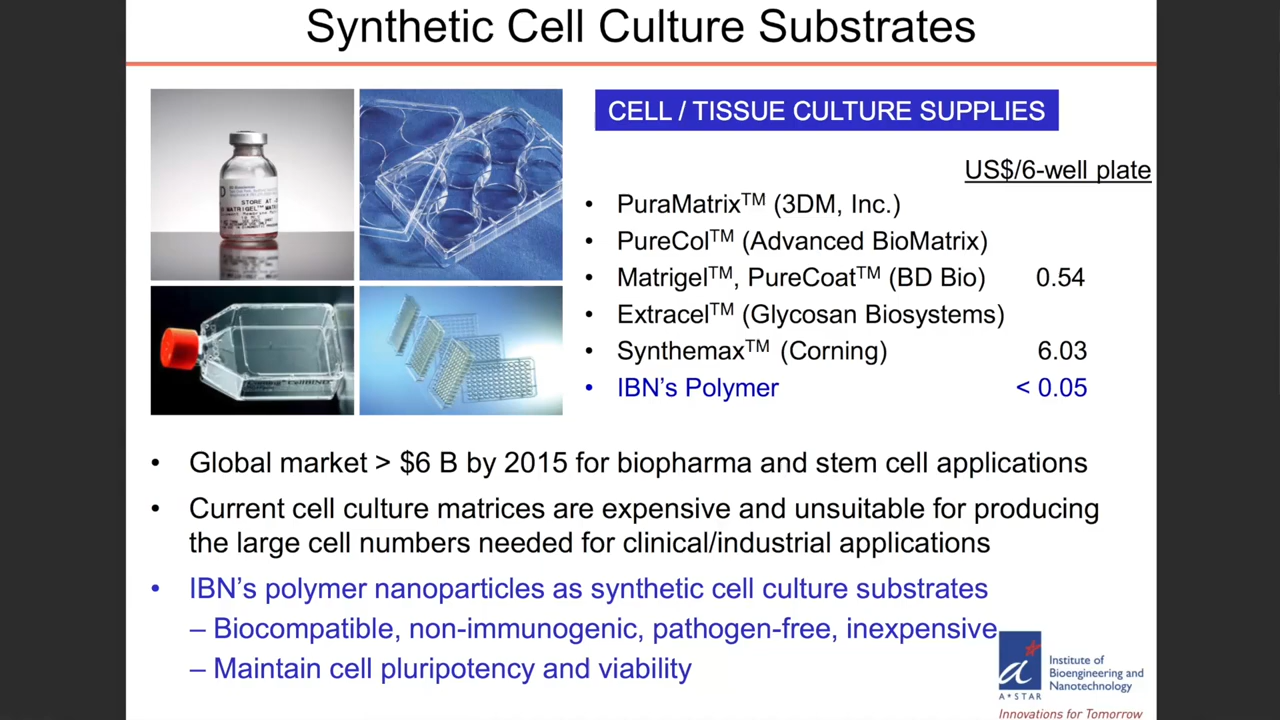 Synthetic Cell Culture Substrates
CELL / TISSUE CULTURE SUPPLIES
US$/6-well plate
• PuraMatrix™ (3DM, Inc.)
• PureCol™ (Advanced BioMatrix)
• Matrigel™, PureCoat™ (BD Bio) 0.54
• Extracel™ (Glycosan Biosystems)
• Synthemax™ (Corning) 6.03
• IBN’s Polymer < 0.05
STORE AT
MATRIGEL™
• Global market > $6 B by 2015 for biopharma and stem cell applications
• Current cell culture matrices are expensive and unsuitable for producing
the large cell numbers needed for clinical/industrial applications
• IBN’s polymer nanoparticles as synthetic cell culture substrates
– Biocompatible, non-immunogenic, pathogen-free, inexpensive
– Maintain cell pluripotency and viability
a
A★STAR
Institute of
Bioengineering and
Nanotechnology
Innovations for Tomorrow